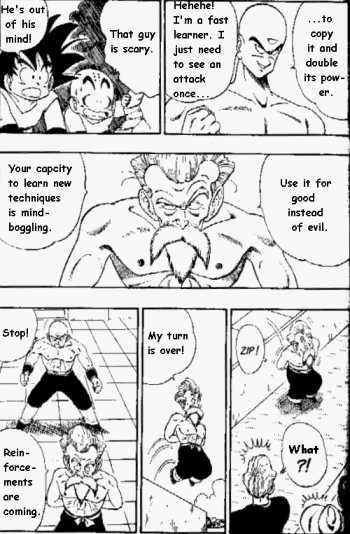 He's out
of his
mind!
That guy
is scary.
Hehehe!
I'm a fast
learner. I
just need
to see an
attack
once...
...to
copy
it and
double
its pow-
er.
Your capcity
to learn new
techniques
is mind-
boggling.
Use it for
good
instead
of evil.
Stop!
Rein-
force-
ments
are
coming.
My turn
is over!
ZIP!
What
?!